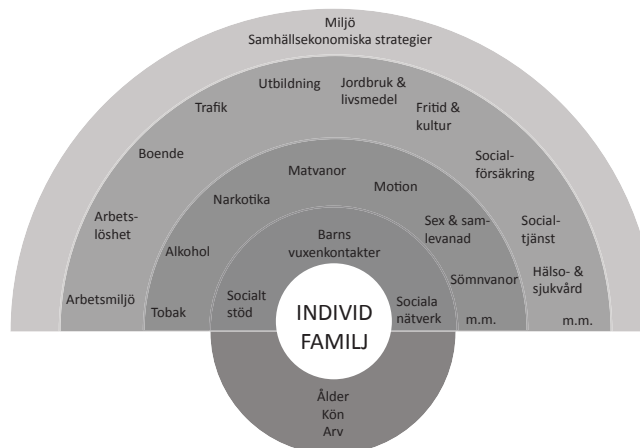 Miljö
Samhällsekonomiska strategier
Utbildning
Jordbruk &
livsmedel
Trafik
Fritid &
kultur
Boende
Social-
försäkring
Arbets-
löshet
Social-
tjänst
Arbetsmiljö
Hälso- &
sjukvård
m.m.
Matvanor
Narkotika
Motion
Alkohol
Sex & sam-
levanad
Sömnvanor
Tobak
m.m.
Barns
vuxenkontakter
Socialt
stöd
Sociala
nätverk
INDIVID
FAMILJ
Ålder
Kön
Arv